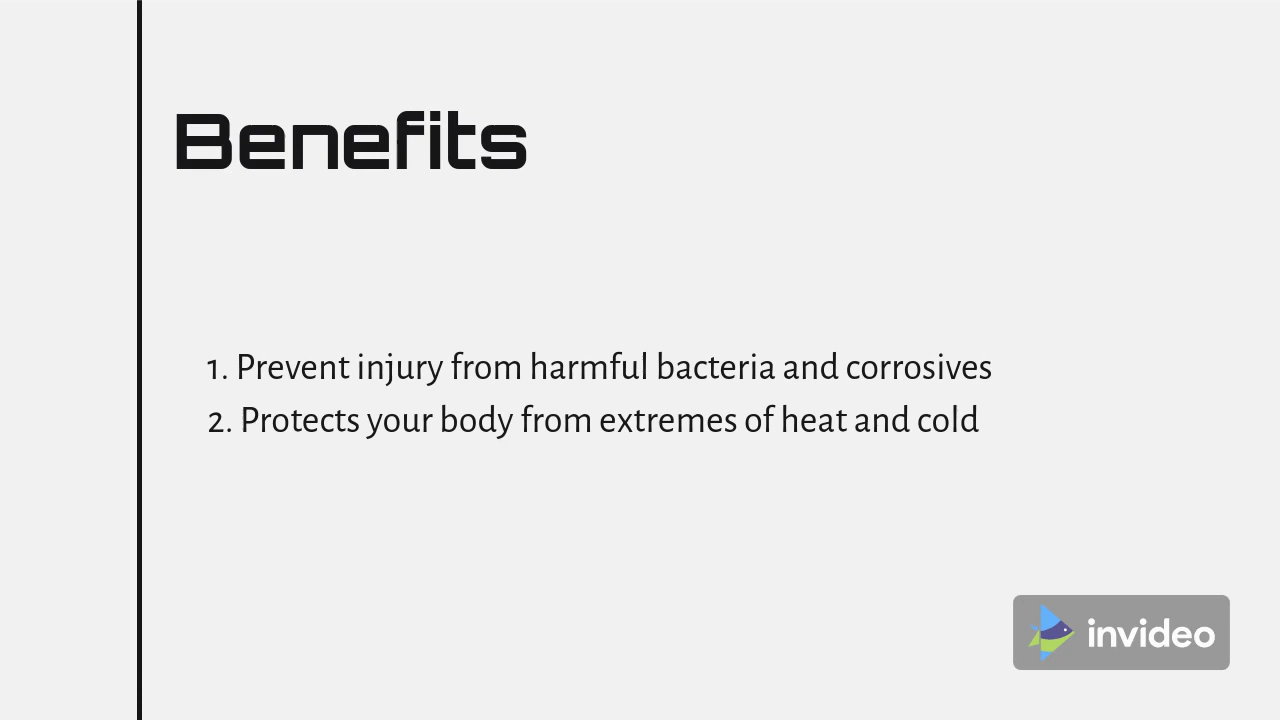 Benefits
1. Prevent injury from harmful bacteria and corrosives
2. Protects your body from extremes of heat and cold
invideo